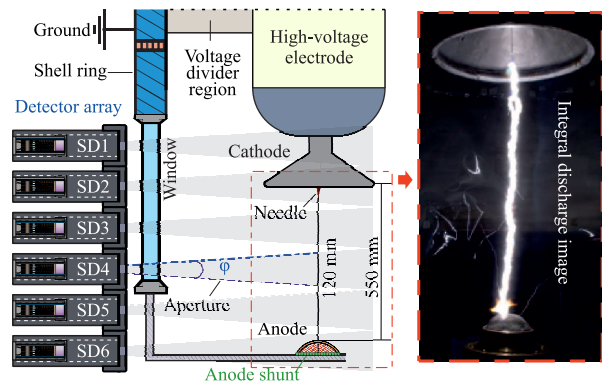 Ground
Shell ring
Voltage
divider
region
High-voltage
electrode
Detector array
SD1
SD2
SD3
SD4
SD5
SD6
Window
Cathode
Needle
φ
Aperture
120 mm
550 mm
Anode
Anode shunt
Integral discharge image